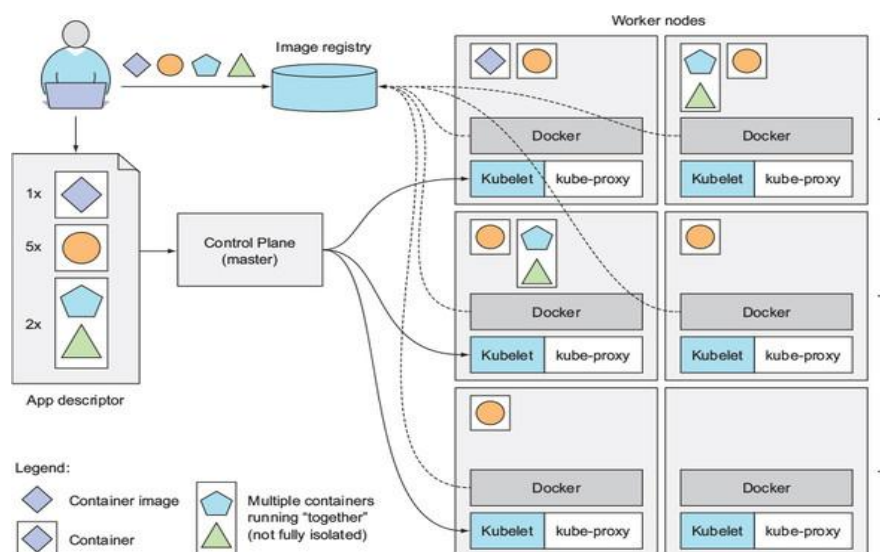 Worker nodes
Image registry
Docker
Kubelet kube-proxy
Docker
Kubelet kube-proxy
1x
5x
2x
App descriptor
Control Plane
(master)
Docker
Kubelet kube-proxy
Docker
Kubelet kube-proxy
Docker
Kubelet kube-proxy
Docker
Kubelet kube-proxy
Legend:
Container image
Container
Multiple containers
running “together”
(not fully isolated)